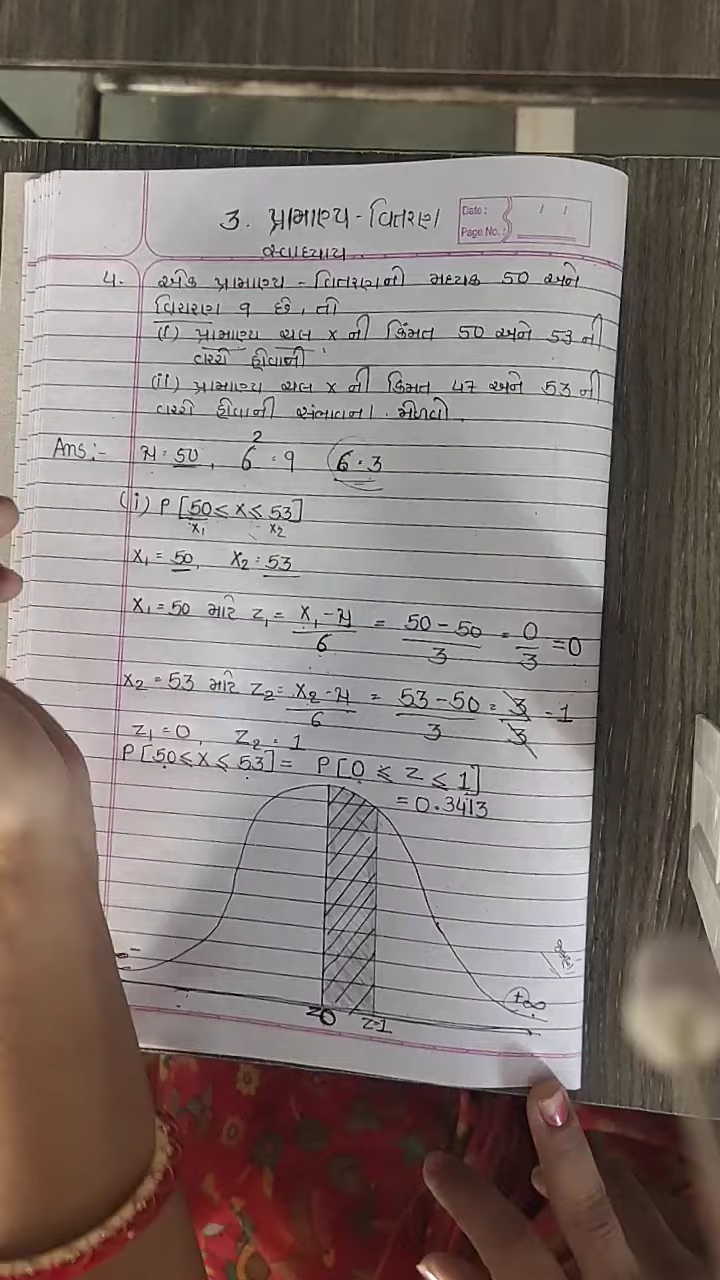 3. પ્રામાણ્ય-વિતરણ
Date: / /
Page No.:
સ્વાધ્યાય
4. એક પ્રામાણ્ય-વિતરણનો મધ્યક 50 અને
વિચરણ 9 છે, તો
(i) પ્રામાણ્ય ચલ x ની કિંમત 50 અને 53 ની
વચ્ચે હોવાની
(ii) પ્રામાણ્ય ચલ x ની કિંમત 47 અને 53 ની
વચ્ચે હોવાની સંભાવના મેળવો.
Ans:- μ = 50, σ² = 9 σ = 3
(i) P[50 ≤ x ≤ 53]
x₁ x₂
x₁ = 50, x₂ = 53
x₁ = 50 માટે z₁ = x₁-μ/σ = 50-50/3 = 0/3 = 0
x₂ = 53 માટે z₂ = x₂-μ/σ = 53-50/3 = 3/3 = 1
z₁ = 0, z₂ = 1
P[50 ≤ x ≤ 53] = P[0 ≤ z ≤ 1]
= 0.3413
+∞
z0 z=1